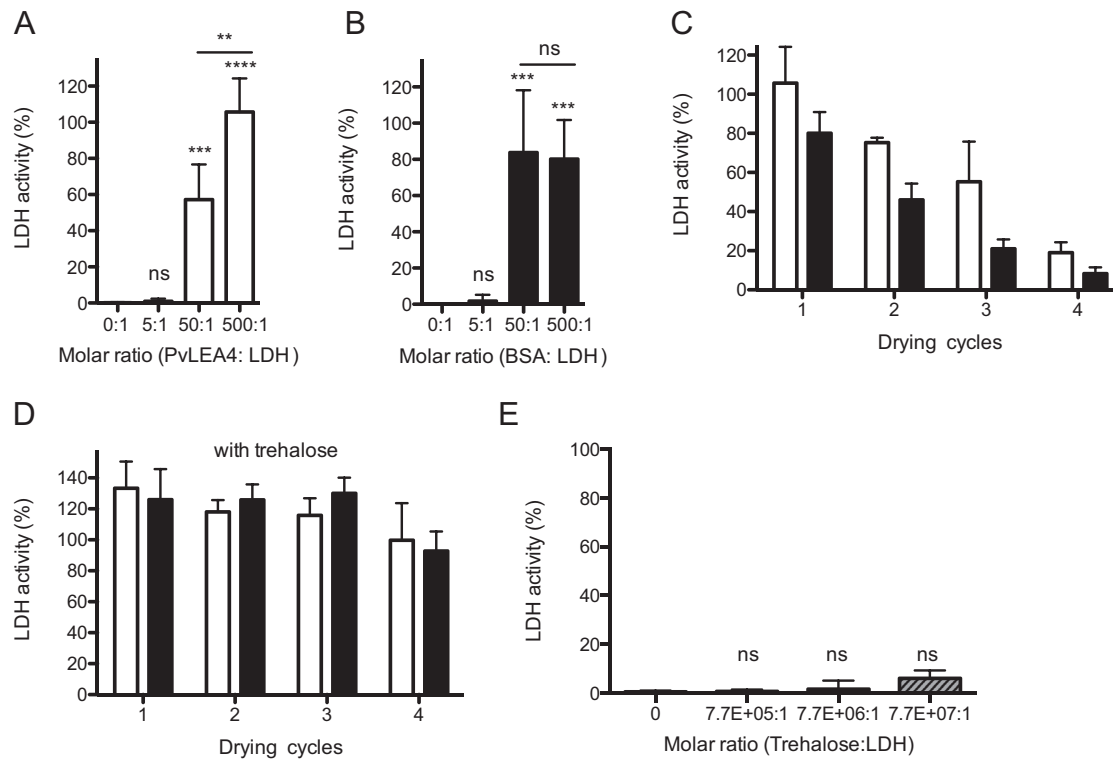 A
**
****
***
ns
LDH activity (%)
120
100
80
60
40
20
0
0:1 5:1 50:1 500:1
Molar ratio (PvLEA4: LDH)
B
ns
***
***
ns
LDH activity (%)
120
100
80
60
40
20
0
0:1 5:1 50:1 500:1
Molar ratio (BSA: LDH)
C
LDH activity (%)
120
100
80
60
40
20
0
1 2 3 4
Drying cycles
D
with trehalose
LDH activity (%)
140
120
100
80
60
40
20
0
1 2 3 4
Drying cycles
E
LDH activity (%)
100
80
60
40
20
0
ns ns ns
0 7.7E+05:1 7.7E+06:1 7.7E+07:1
Molar ratio (Trehalose:LDH)